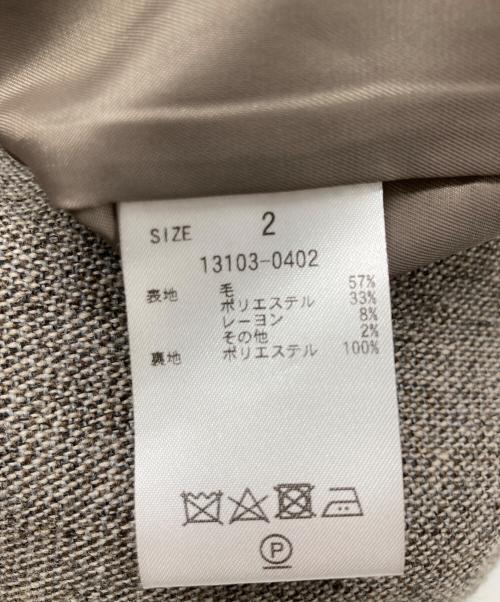 SIZE 2
13103-0402
表地 毛 57%
ポリエステル 33%
レーヨン 8%
その他 2%
裏地 ポリエステル 100%
P